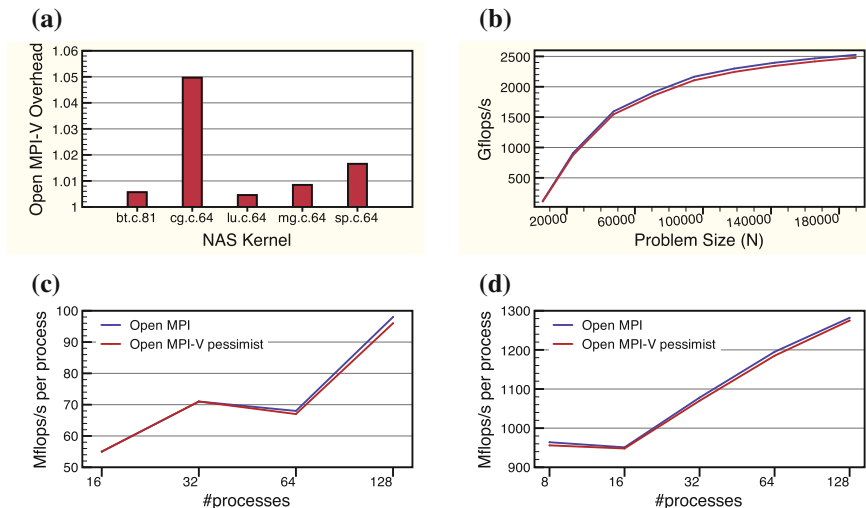 (a)
Open MPI-V Overhead
1.06
1.05
1.04
1.03
1.02
1.01
1
bt.c.81 cg.c.64 lu.c.64 mg.c.64 sp.c.64
NAS Kernel
(b)
Gflops/s
2500
2000
1500
1000
500
20000 60000 100000 140000 180000
Problem Size (N)
(c)
Mflops/s per process
100
90
80
70
60
50
Open MPI
Open MPI-V pessimist
16 32 64 128
#processes
(d)
Mflops/s per process
1300
1200
1100
1000
900
Open MPI
Open MPI-V pessimist
8 16 32 64 128
#processes